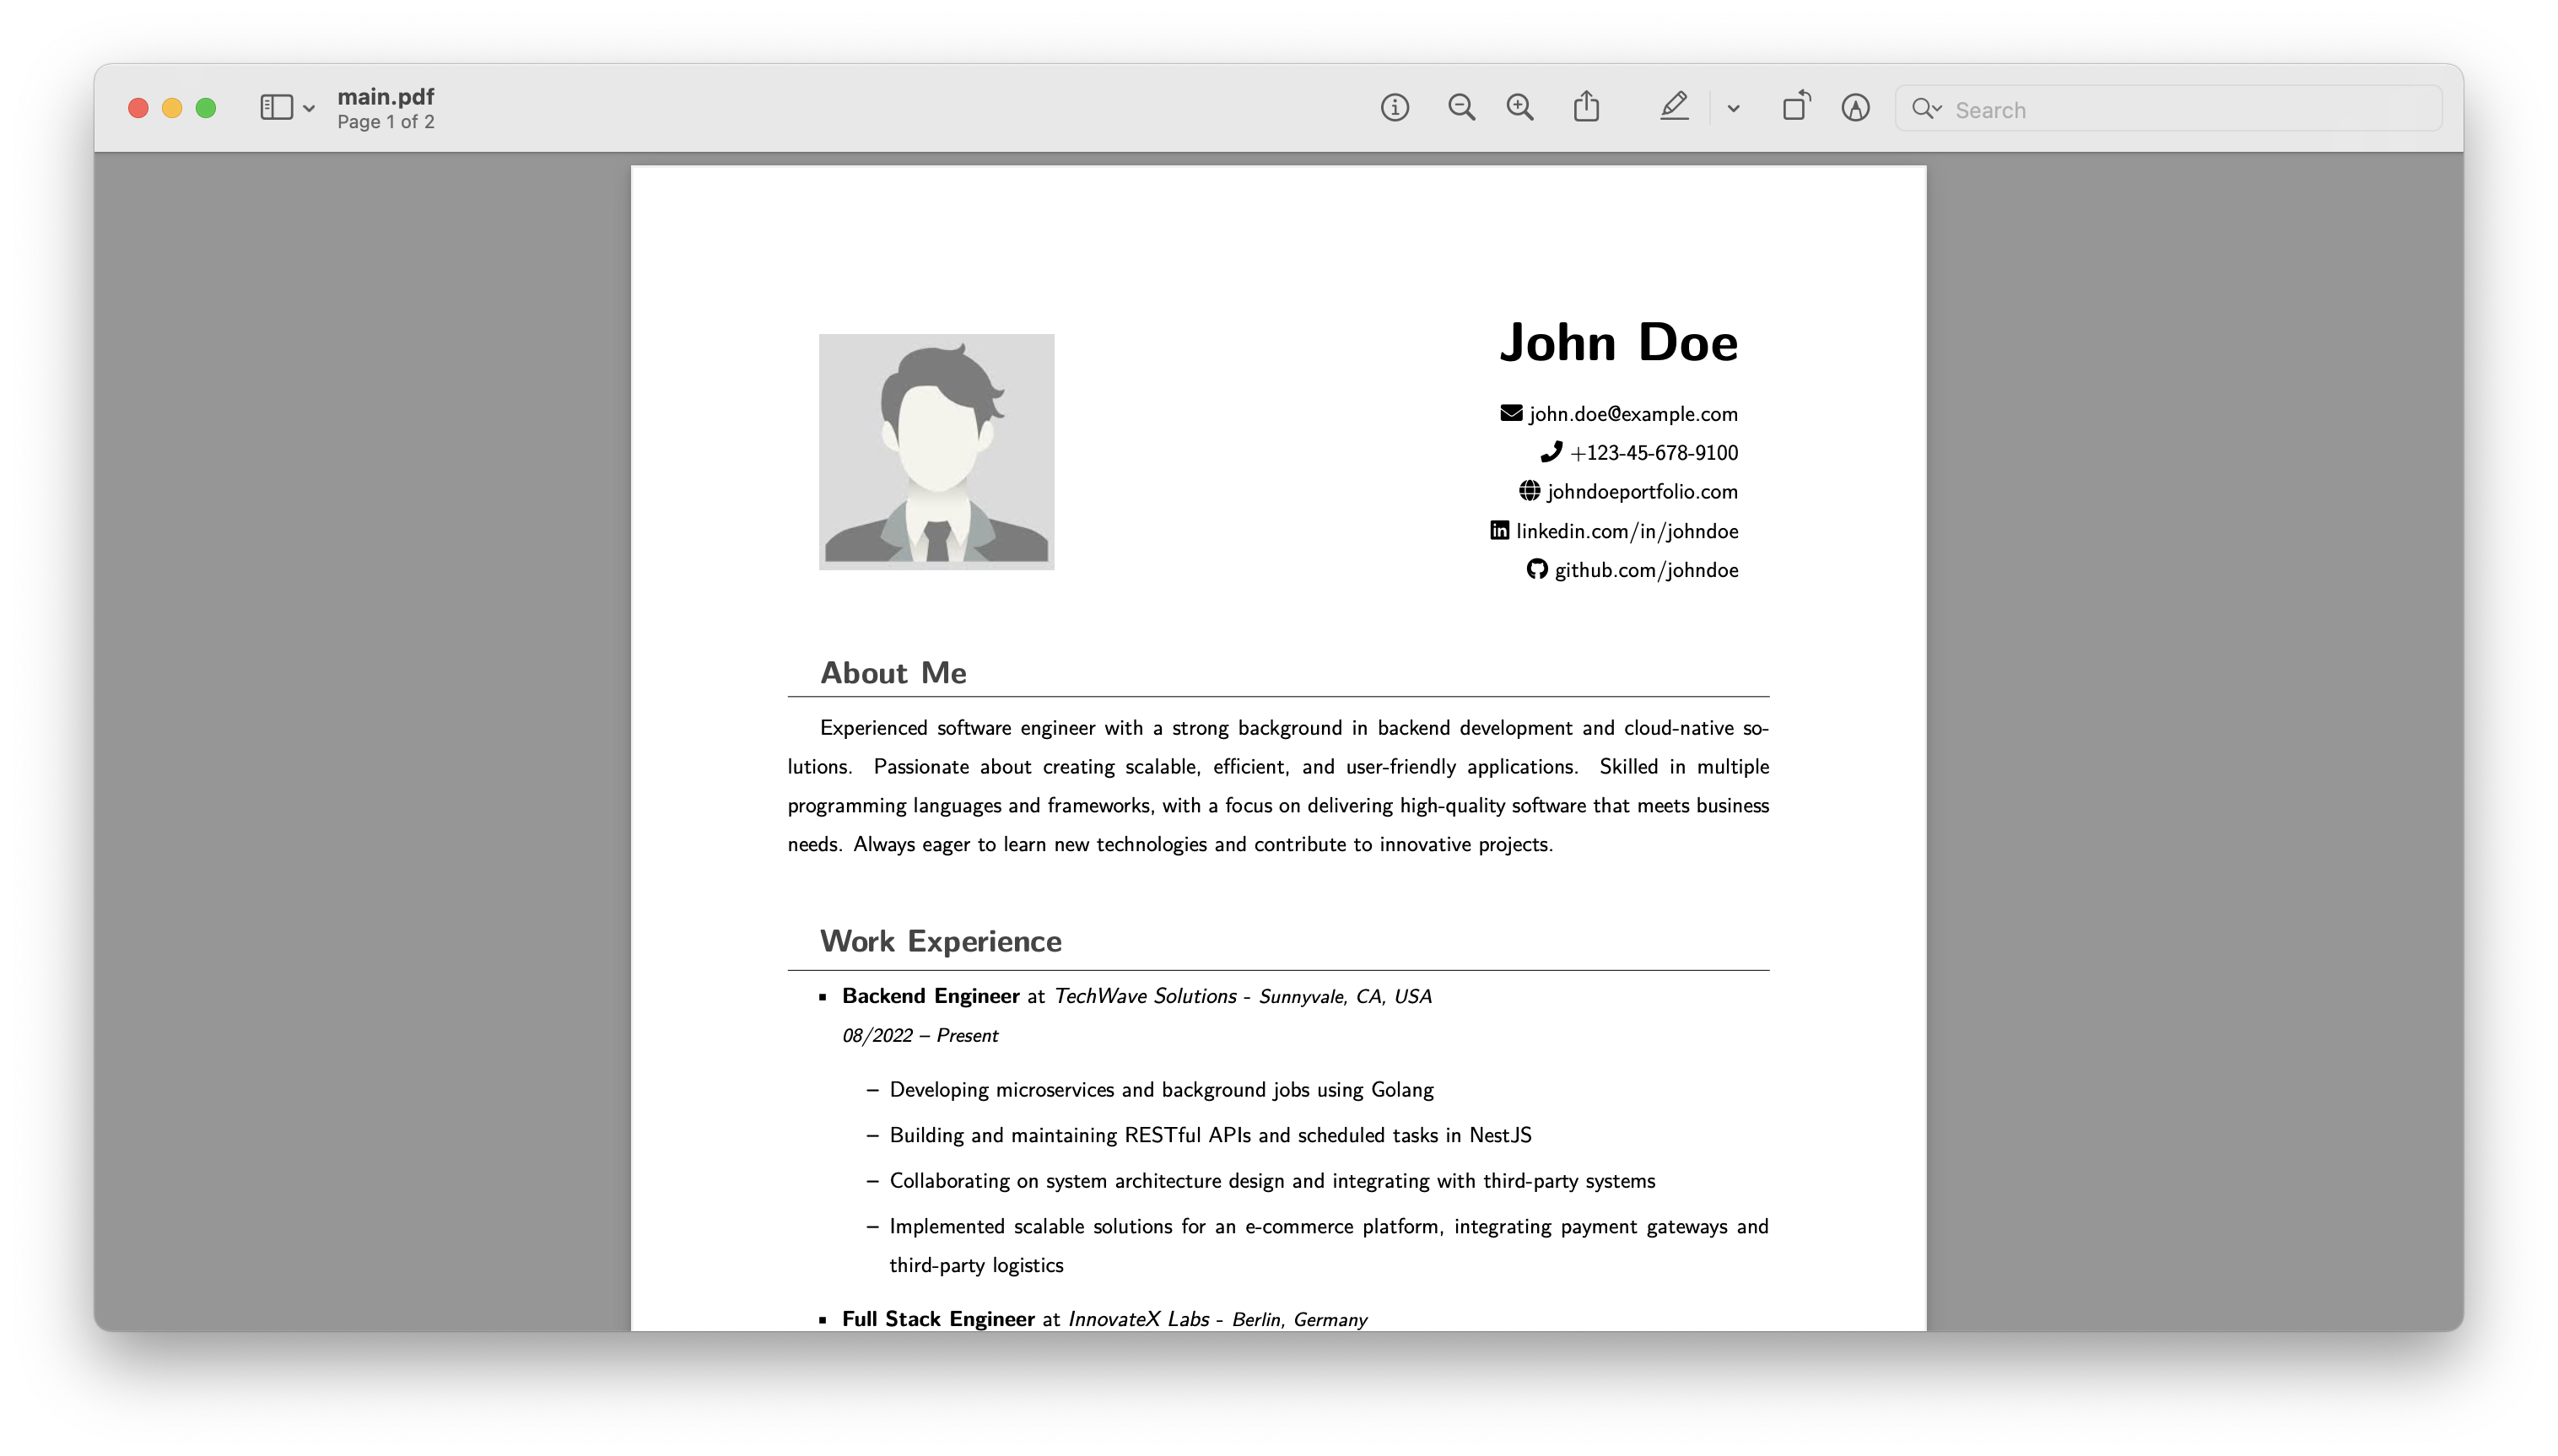 main.pdf
Page 1 of 2
Search
John Doe
john.doe@example.com
+123-45-678-9100
johndoeportfolio.com
in linkedin.com/in/johndoe
github.com/johndoe
About Me
Experienced software engineer with a strong background in backend development and cloud-native so-
lutions. Passionate about creating scalable, efficient, and user-friendly applications. Skilled in multiple
programming languages and frameworks, with a focus on delivering high-quality software that meets business
needs. Always eager to learn new technologies and contribute to innovative projects.
Work Experience
▪ Backend Engineer at TechWave Solutions - Sunnyvale, CA, USA
08/2022 – Present
– Developing microservices and background jobs using Golang
– Building and maintaining RESTful APIs and scheduled tasks in NestJS
– Collaborating on system architecture design and integrating with third-party systems
– Implemented scalable solutions for an e-commerce platform, integrating payment gateways and
third-party logistics
▪ Full Stack Engineer at InnovateX Labs - Berlin, Germany